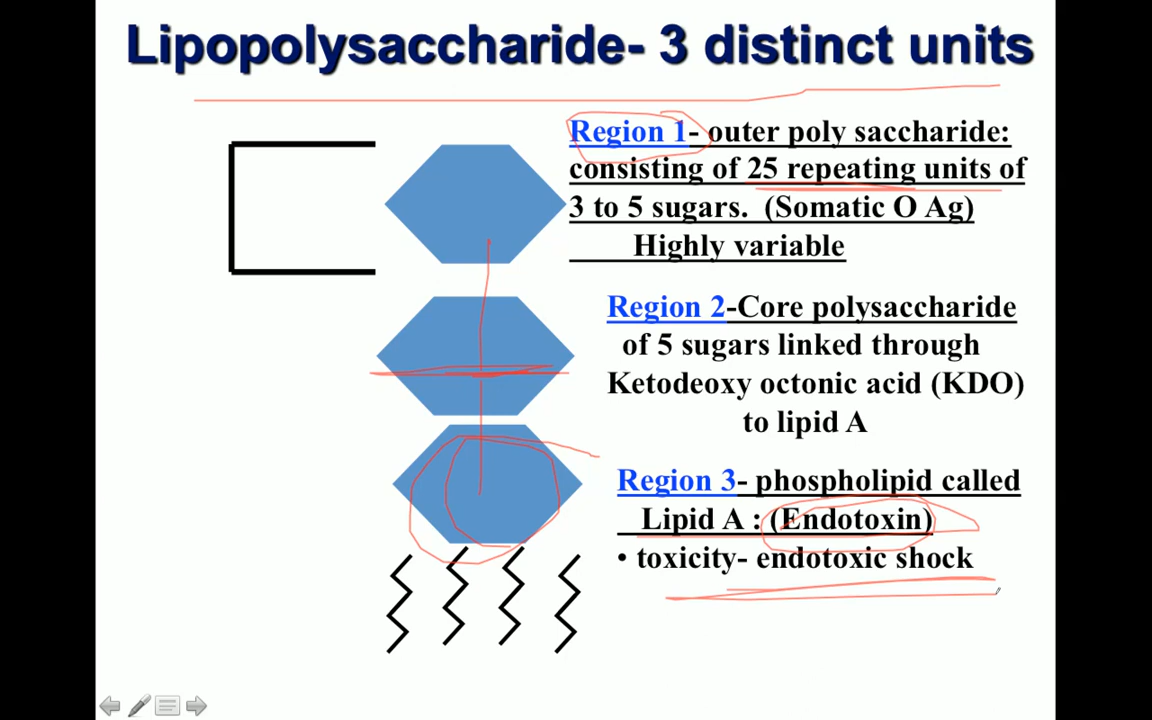 Lipopolysaccharide- 3 distinct units
Region 1- outer poly saccharide:
consisting of 25 repeating units of
3 to 5 sugars. (Somatic O Ag)
Highly variable
Region 2-Core polysaccharide
of 5 sugars linked through
Ketodeoxy octonic acid (KDO)
to lipid A
Region 3- phospholipid called
Lipid A : (Endotoxin)
• toxicity- endotoxic shock